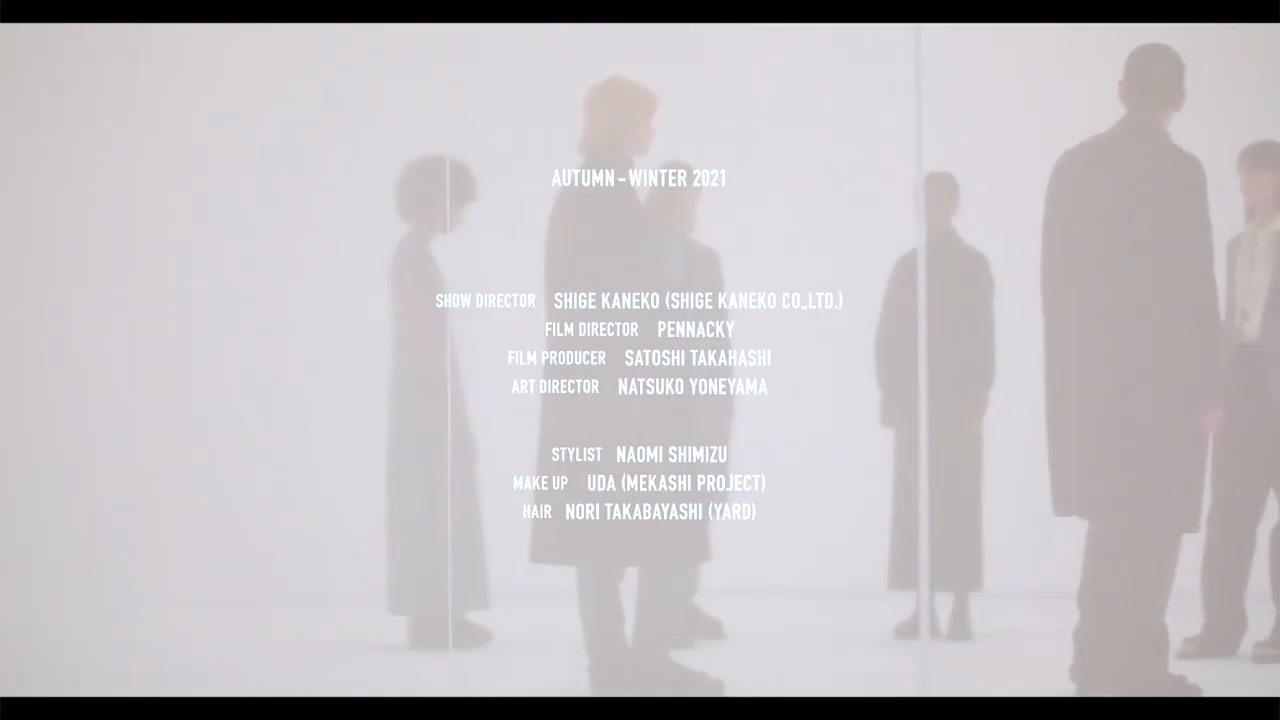 AUTUMN-WINTER 2021
SHOW DIRECTOR SHIGE KANEKO (SHIGE KANEKO CO.,LTD.)
FILM DIRECTOR PENNACKY
FILM PRODUCER SATOSHI TAKAHASHI
ART DIRECTOR NATSUKO YONEYAMA
STYLIST NAOMI SHIMIZU
MAKE UP UDA (MEKASHI PROJECT)
HAIR NORI TAKABAYASHI (YARD)